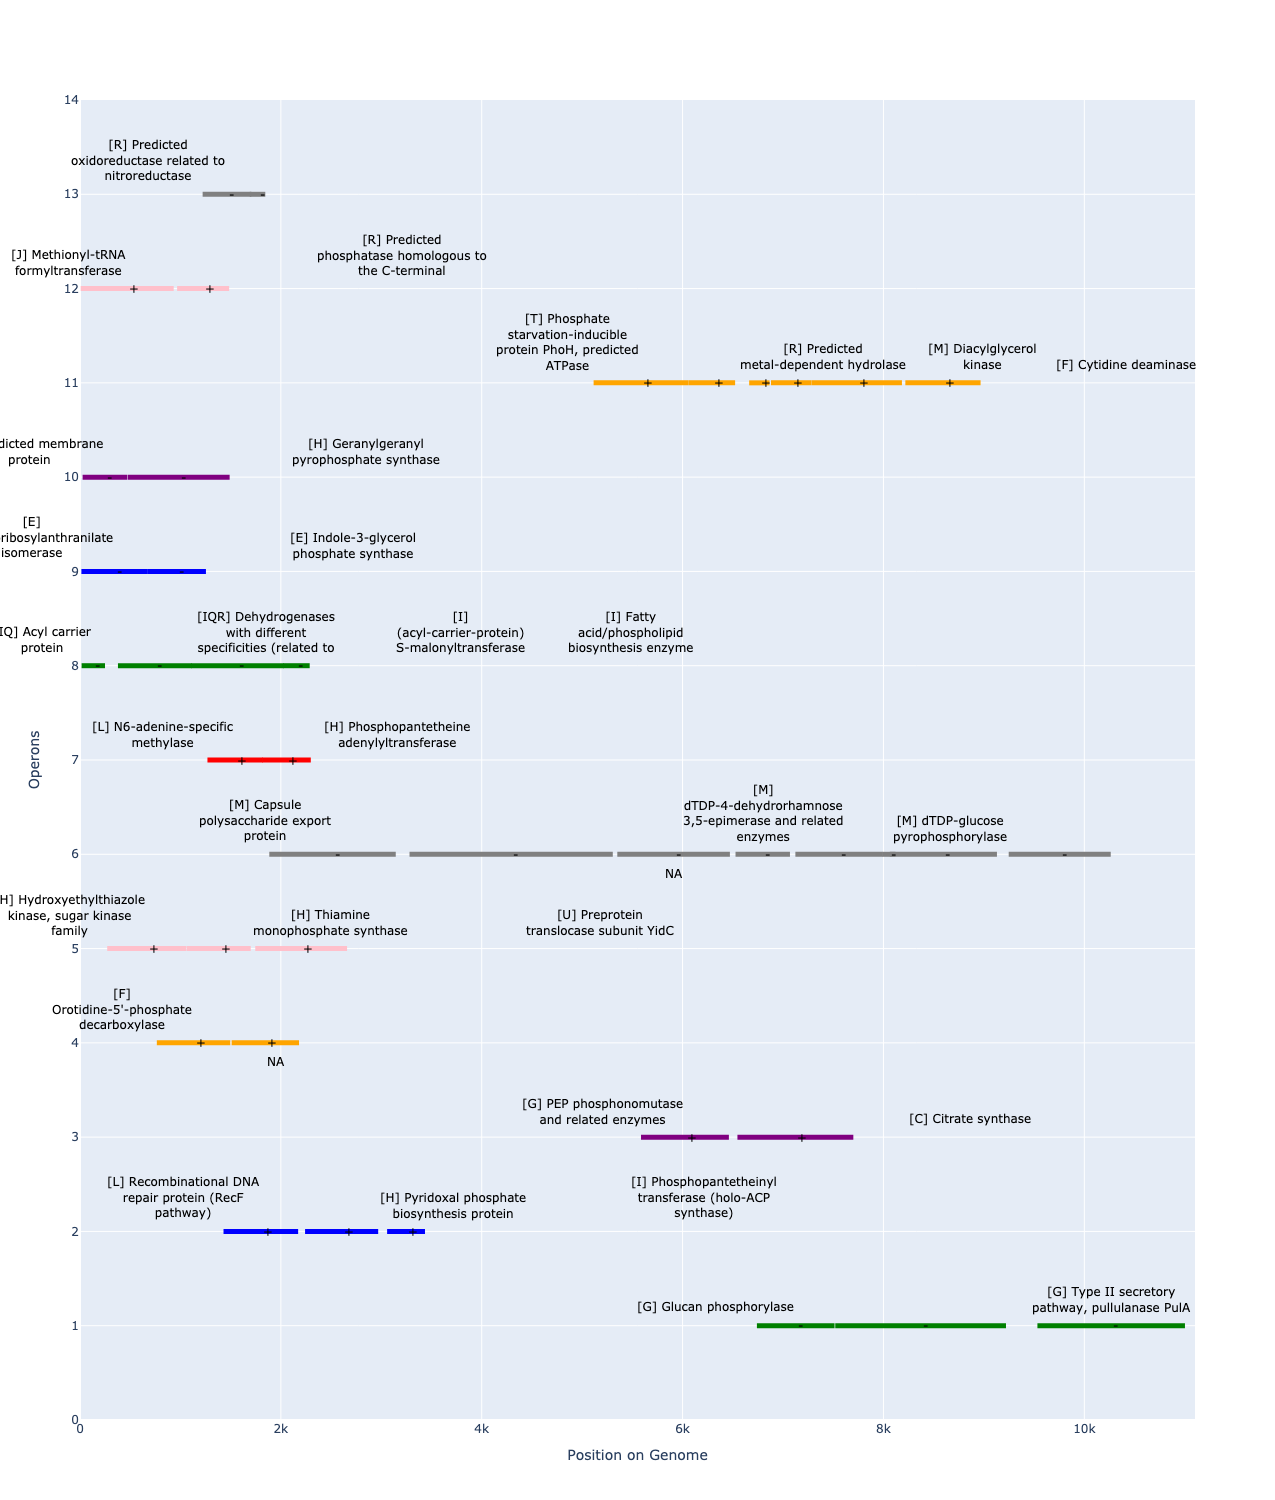 14
[R] Predicted
oxidoreductase related to
nitroreductase
13
[J] Methionyl-tRNA
formyltransferase
[R] Predicted
phosphatase homologous to
the C-terminal
12
[T] Phosphate
starvation-inducible
protein PhoH, predicted
ATPase
[R] Predicted
metal-dependent hydrolase
[M] Diacylglycerol
kinase
[F] Cytidine deaminase
11
dicted membrane
protein
[H] Geranylgeranyl
pyrophosphate synthase
10
[E]
oribosylanthranilate
isomerase
[E] Indole-3-glycerol
phosphate synthase
9
IQ] Acyl carrier
protein
[IQR] Dehydrogenases
with different
specificities (related to
[I]
(acyl-carrier-protein)
S-malonyltransferase
[I] Fatty
acid/phospholipid
biosynthesis enzyme
8
[L] N6-adenine-specific
methylase
[H] Phosphopantetheine
adenylyltransferase
7
[M] Capsule
polysaccharide export
protein
[M]
dTDP-4-dehydrorhamnose
3,5-epimerase and related
enzymes
[M] dTDP-glucose
pyrophosphorylase
6
NA
H] Hydroxyethylthiazole
kinase, sugar kinase
family
[H] Thiamine
monophosphate synthase
[U] Preprotein
translocase subunit YidC
5
[F]
Orotidine-5'-phosphate
decarboxylase
4
NA
[G] PEP phosphonomutase
and related enzymes
[C] Citrate synthase
3
[L] Recombinational DNA
repair protein (RecF
pathway)
[H] Pyridoxal phosphate
biosynthesis protein
[I] Phosphopantetheinyl
transferase (holo-ACP
synthase)
2
[G] Glucan phosphorylase
[G] Type II secretory
pathway, pullulanase PulA
1
0
0
2k
4k
6k
8k
10k
Position on Genome
Operons